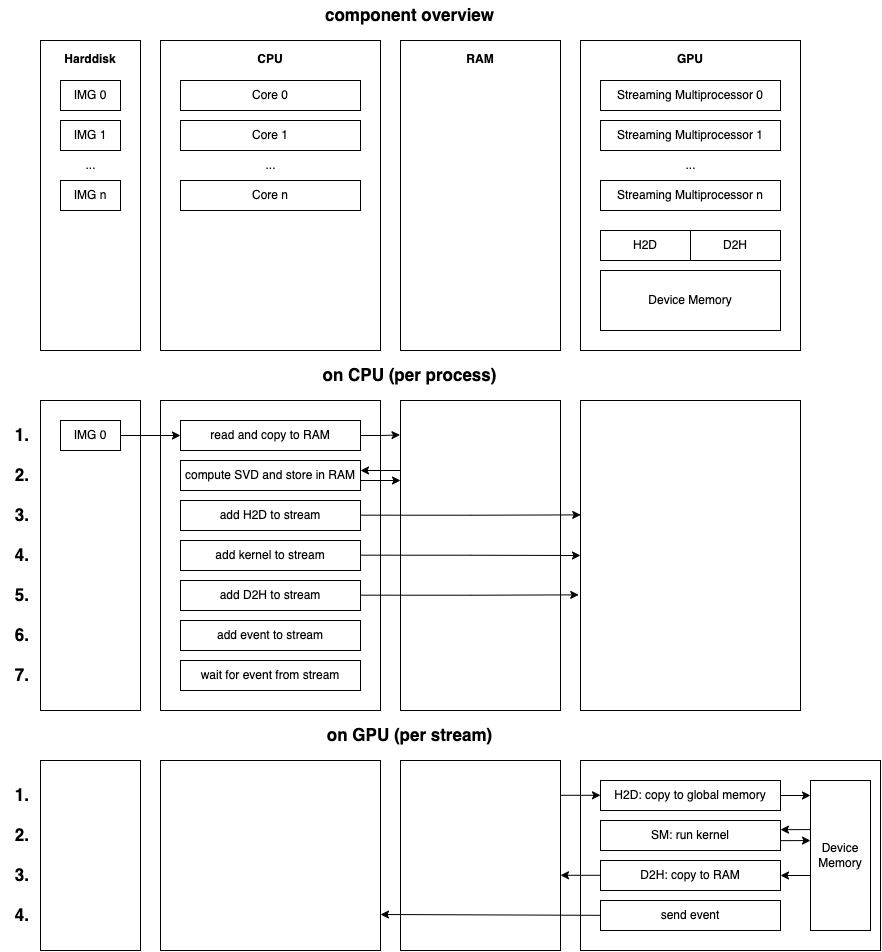 component overview
Harddisk
CPU
RAM
GPU
IMG 0
Core 0
Streaming Multiprocessor 0
IMG 1
Core 1
Streaming Multiprocessor 1
...
...
...
IMG n
Core n
Streaming Multiprocessor n
H2D
D2H
Device Memory
on CPU (per process)
1.
IMG 0
read and copy to RAM
2.
compute SVD and store in RAM
3.
add H2D to stream
4.
add kernel to stream
5.
add D2H to stream
6.
add event to stream
7.
wait for event from stream
on GPU (per stream)
1.
H2D: copy to global memory
2.
SM: run kernel
Device
Memory
3.
D2H: copy to RAM
4.
send event